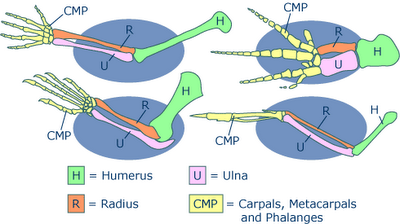 CMP
H
R
U
CMP
R
U
H
H
R
U
CMP
H
R
CMP
U
H = Humerus
U = Ulna
R = Radius
CMP = Carpals, Metacarpals
and Phalanges